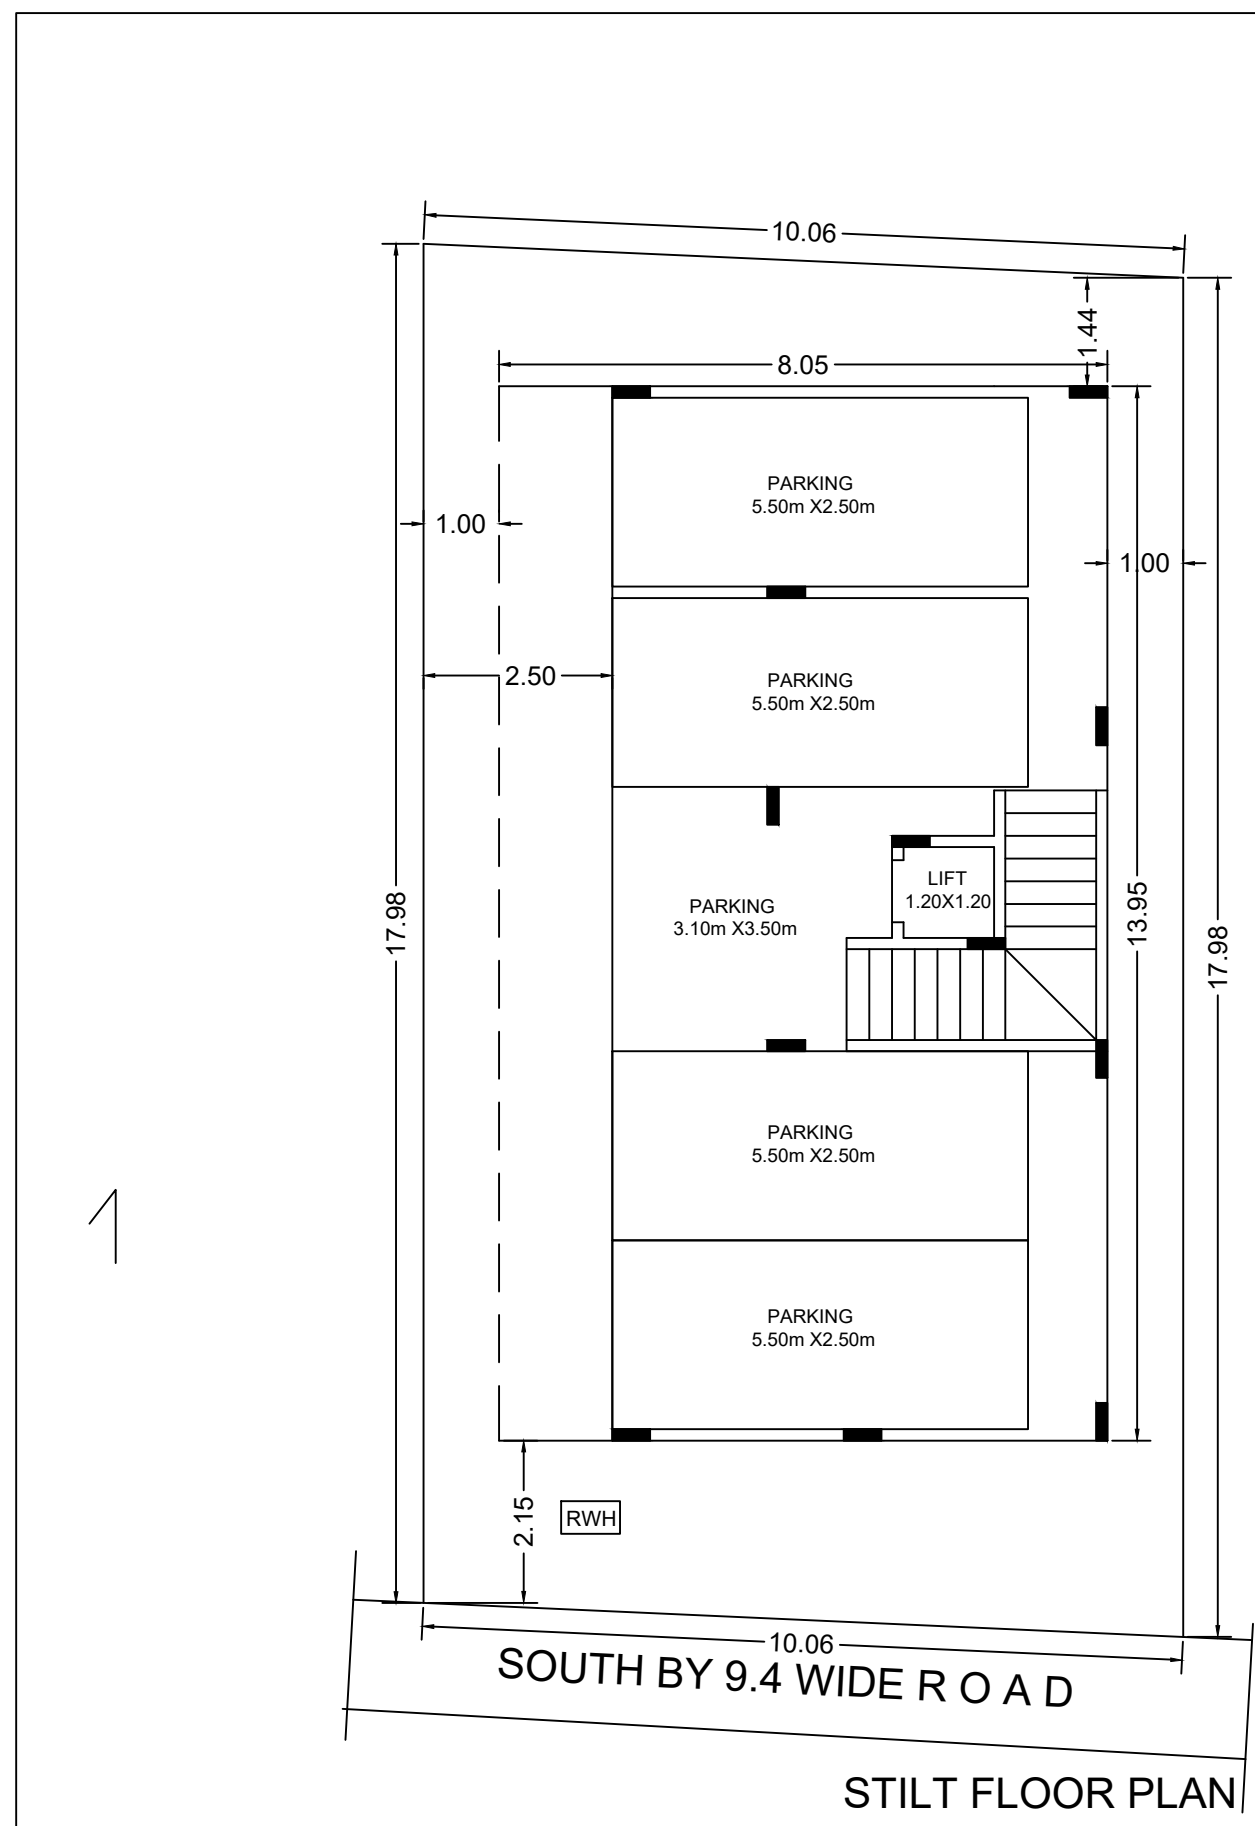 10.06
1.44
8.05
PARKING
5.50m X2.50m
1.00
1.00
2.50
PARKING
5.50m X2.50m
LIFT
1.20X1.20
PARKING
3.10m X3.50m
17.98
13.95
17.98
PARKING
5.50m X2.50m
PARKING
5.50m X2.50m
2.15
RWH
10.06
SOUTH BY 9.4 WIDE R O A D
STILT FLOOR PLAN